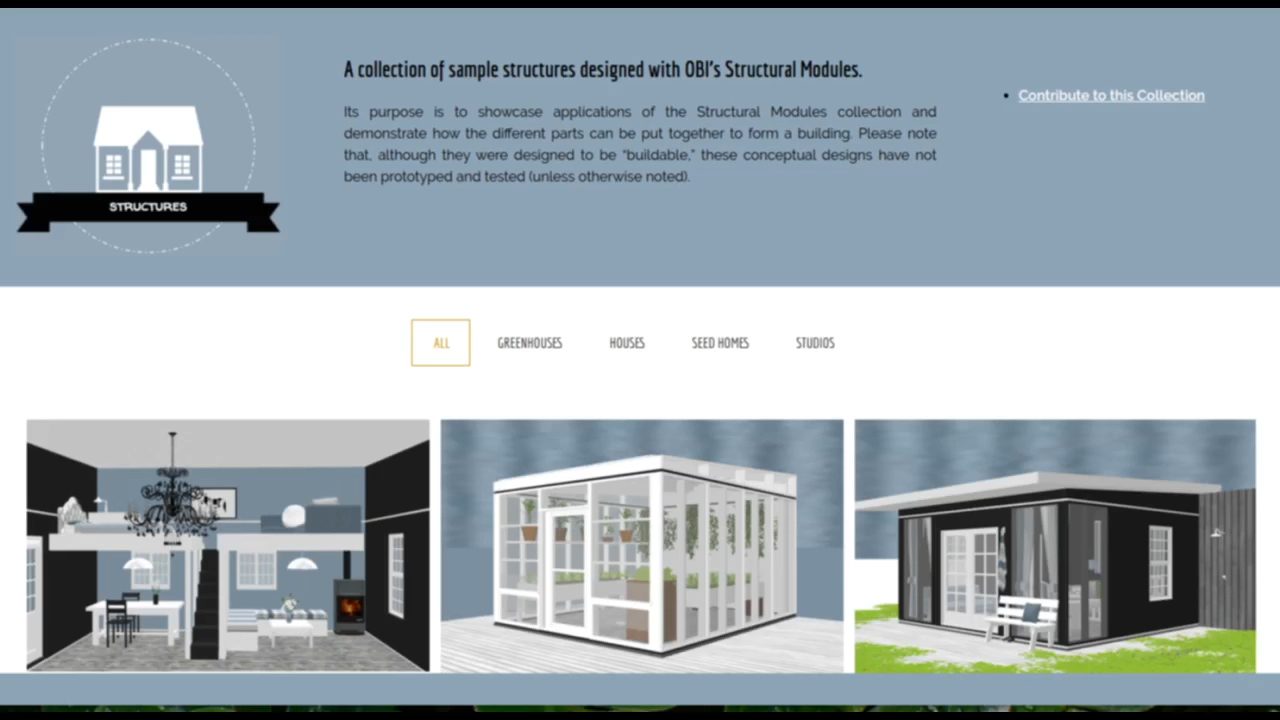 A collection of sample structures designed with OBI's Structural Modules.
Its purpose is to showcase applications of the Structural Modules collection and
demonstrate how the different parts can be put together to form a building. Please note
that, although they were designed to be “buildable,” these conceptual designs have not
been prototyped and tested (unless otherwise noted).
• Contribute to this Collection
STRUCTURES
ALL GREENHOUSES HOUSES SEED HOMES STUDIOS